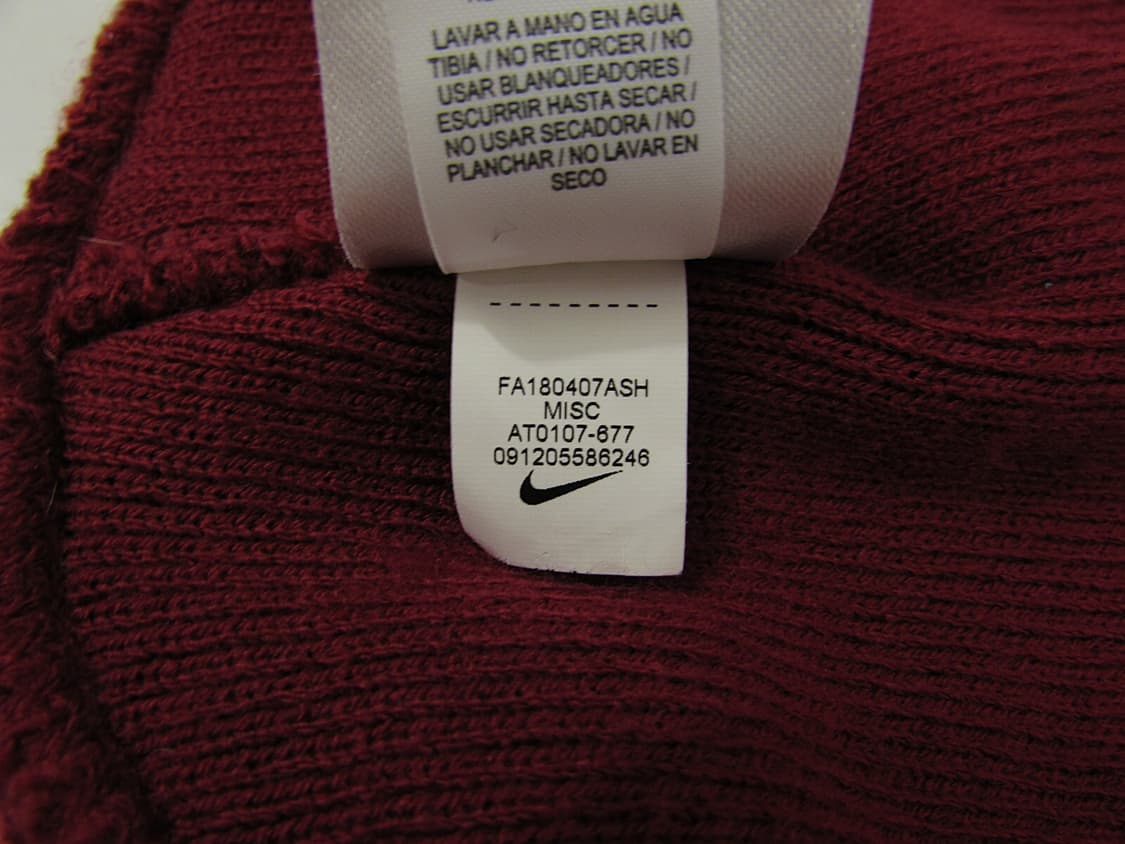 LAVAR A MANO EN AGUA
TIBIA / NO RETORCER / NO
USAR BLANQUEADORES /
ESCURRIR HASTA SECAR /
NO USAR SECADORA / NO
PLANCHAR / NO LAVAR EN
SECO
FA180407ASH
MISC
AT0107-677
091205586246